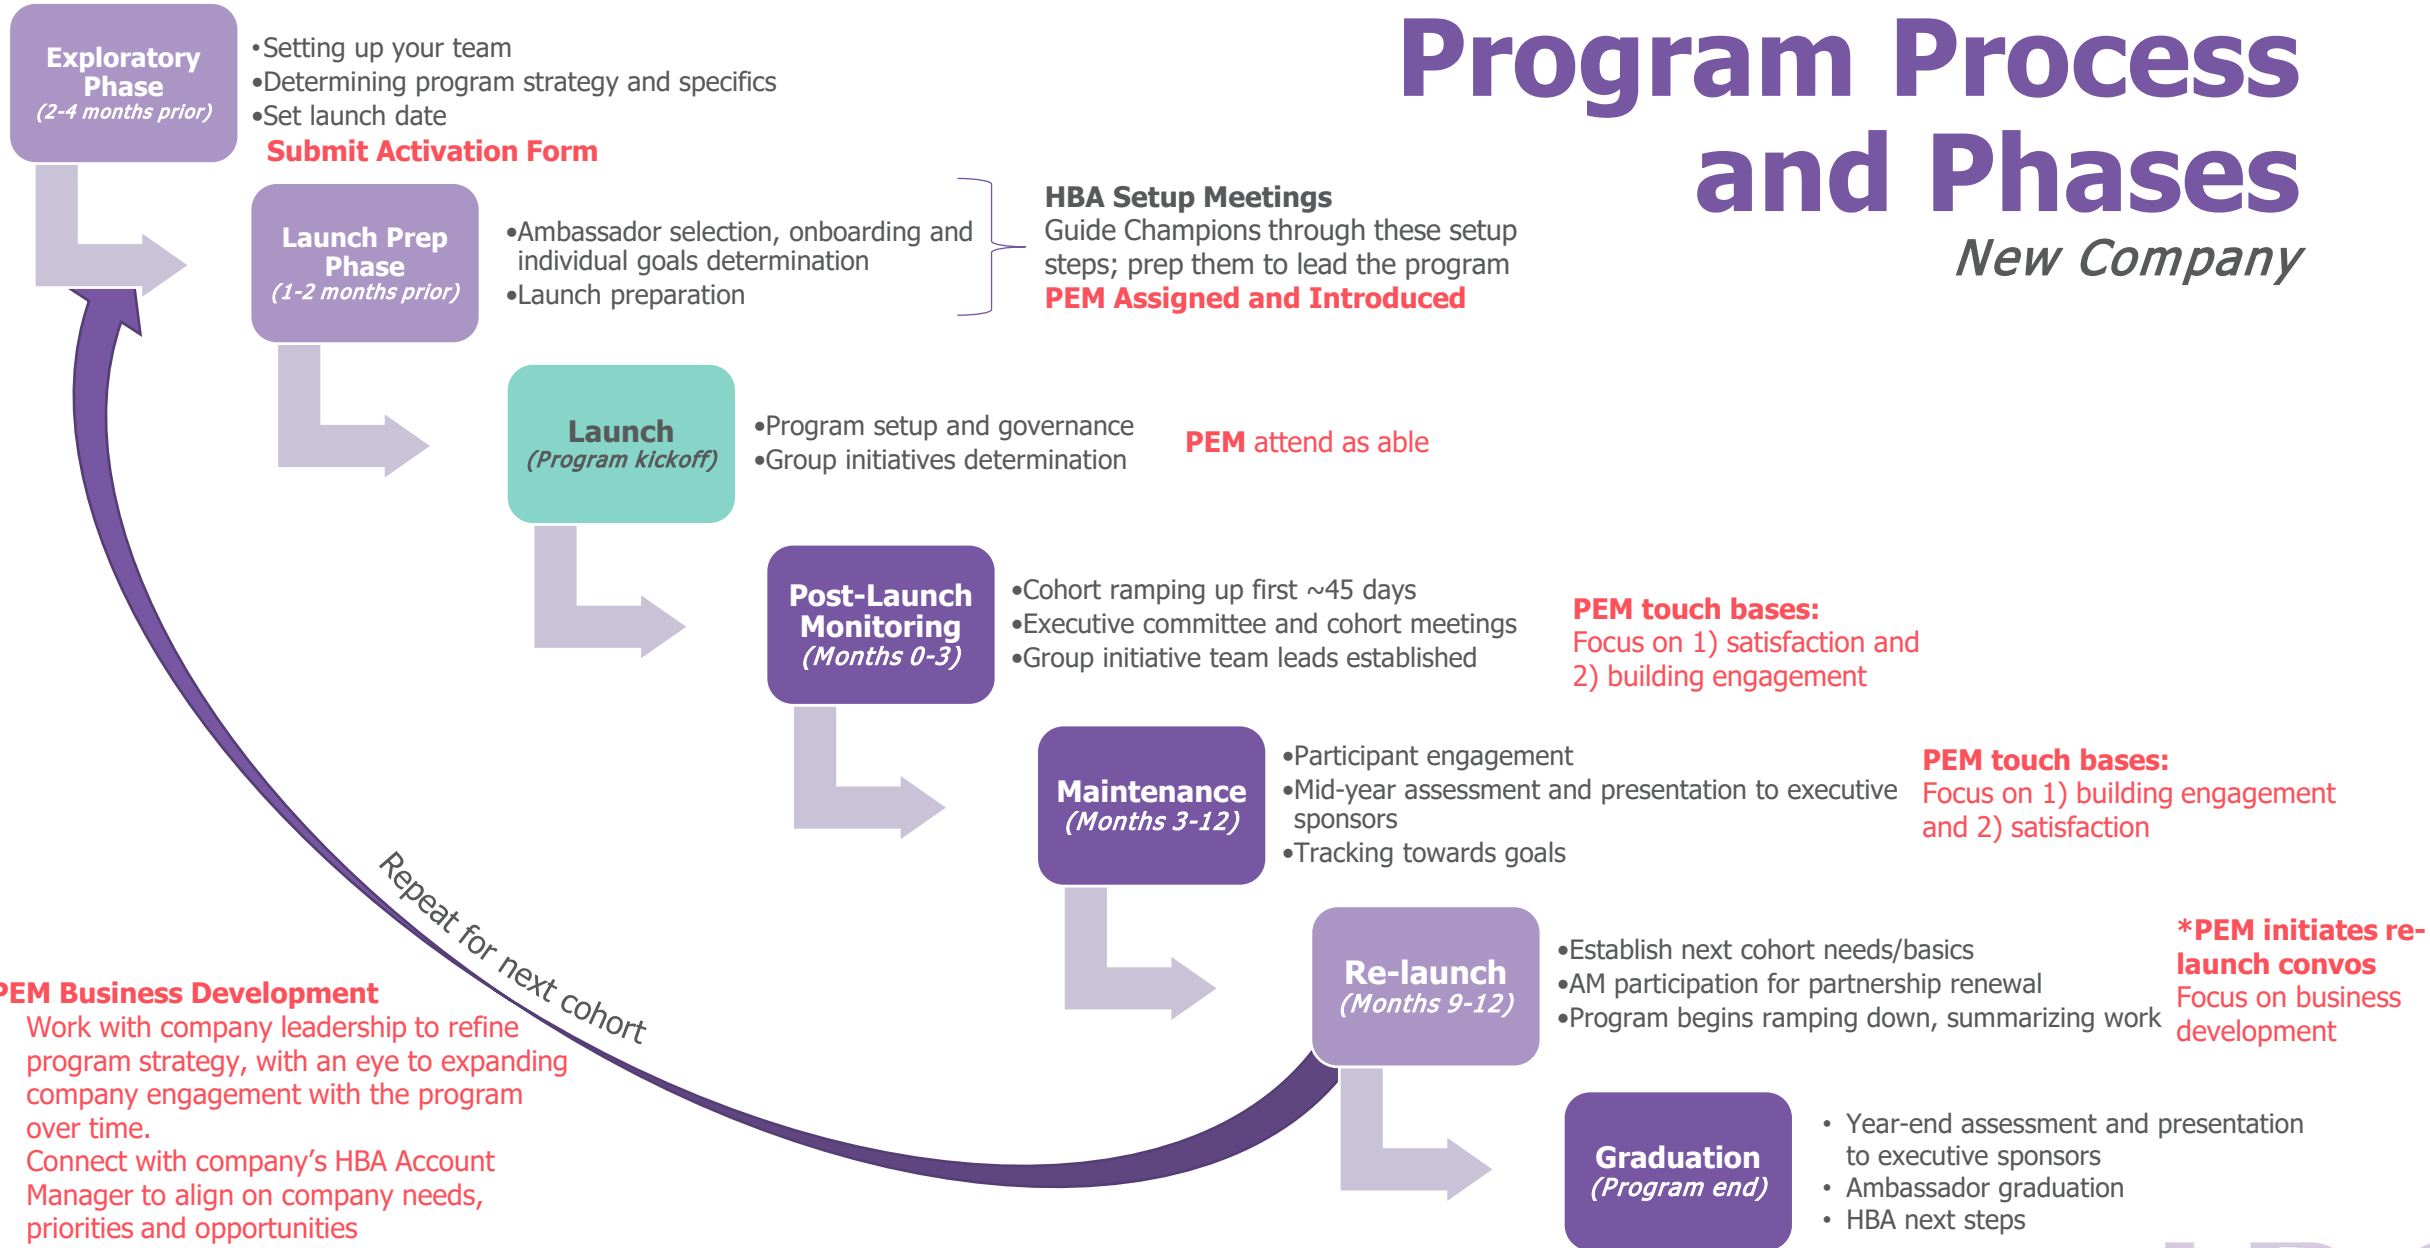 Program Process
and Phases
New Company
Exploratory
Phase
(2-4 months prior)
•Setting up your team
•Determining program strategy and specifics
•Set launch date
Submit Activation Form
Launch Prep
Phase
(1-2 months prior)
•Ambassador selection, onboarding and
individual goals determination
•Launch preparation
HBA Setup Meetings
Guide Champions through these setup
steps; prep them to lead the program
PEM Assigned and Introduced
Launch
(Program kickoff)
•Program setup and governance
•Group initiatives determination
PEM attend as able
Post-Launch
Monitoring
(Months 0-3)
•Cohort ramping up first ~45 days
•Executive committee and cohort meetings
•Group initiative team leads established
PEM touch bases:
Focus on 1) satisfaction and
2) building engagement
Maintenance
(Months 3-12)
•Participant engagement
•Mid-year assessment and presentation to executive
sponsors
•Tracking towards goals
PEM touch bases:
Focus on 1) building engagement
and 2) satisfaction
Re-launch
(Months 9-12)
•Establish next cohort needs/basics
•AM participation for partnership renewal
•Program begins ramping down, summarizing work
*PEM initiates re-
launch convos
Focus on business
development
Repeat for next cohort
PEM Business Development
Work with company leadership to refine
program strategy, with an eye to expanding
company engagement with the program
over time.
Connect with company's HBA Account
Manager to align on company needs,
priorities and opportunities
Graduation
(Program end)
• Year-end assessment and presentation
to executive sponsors
• Ambassador graduation
• HBA next steps